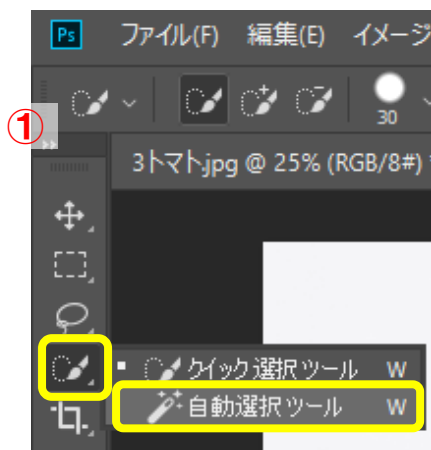 Ps ファイル(F) 編集(E) イメージ
30
①
3トマト.jpg @ 25% (RGB/8#)
クイック選択ツール W
自動選択ツール W